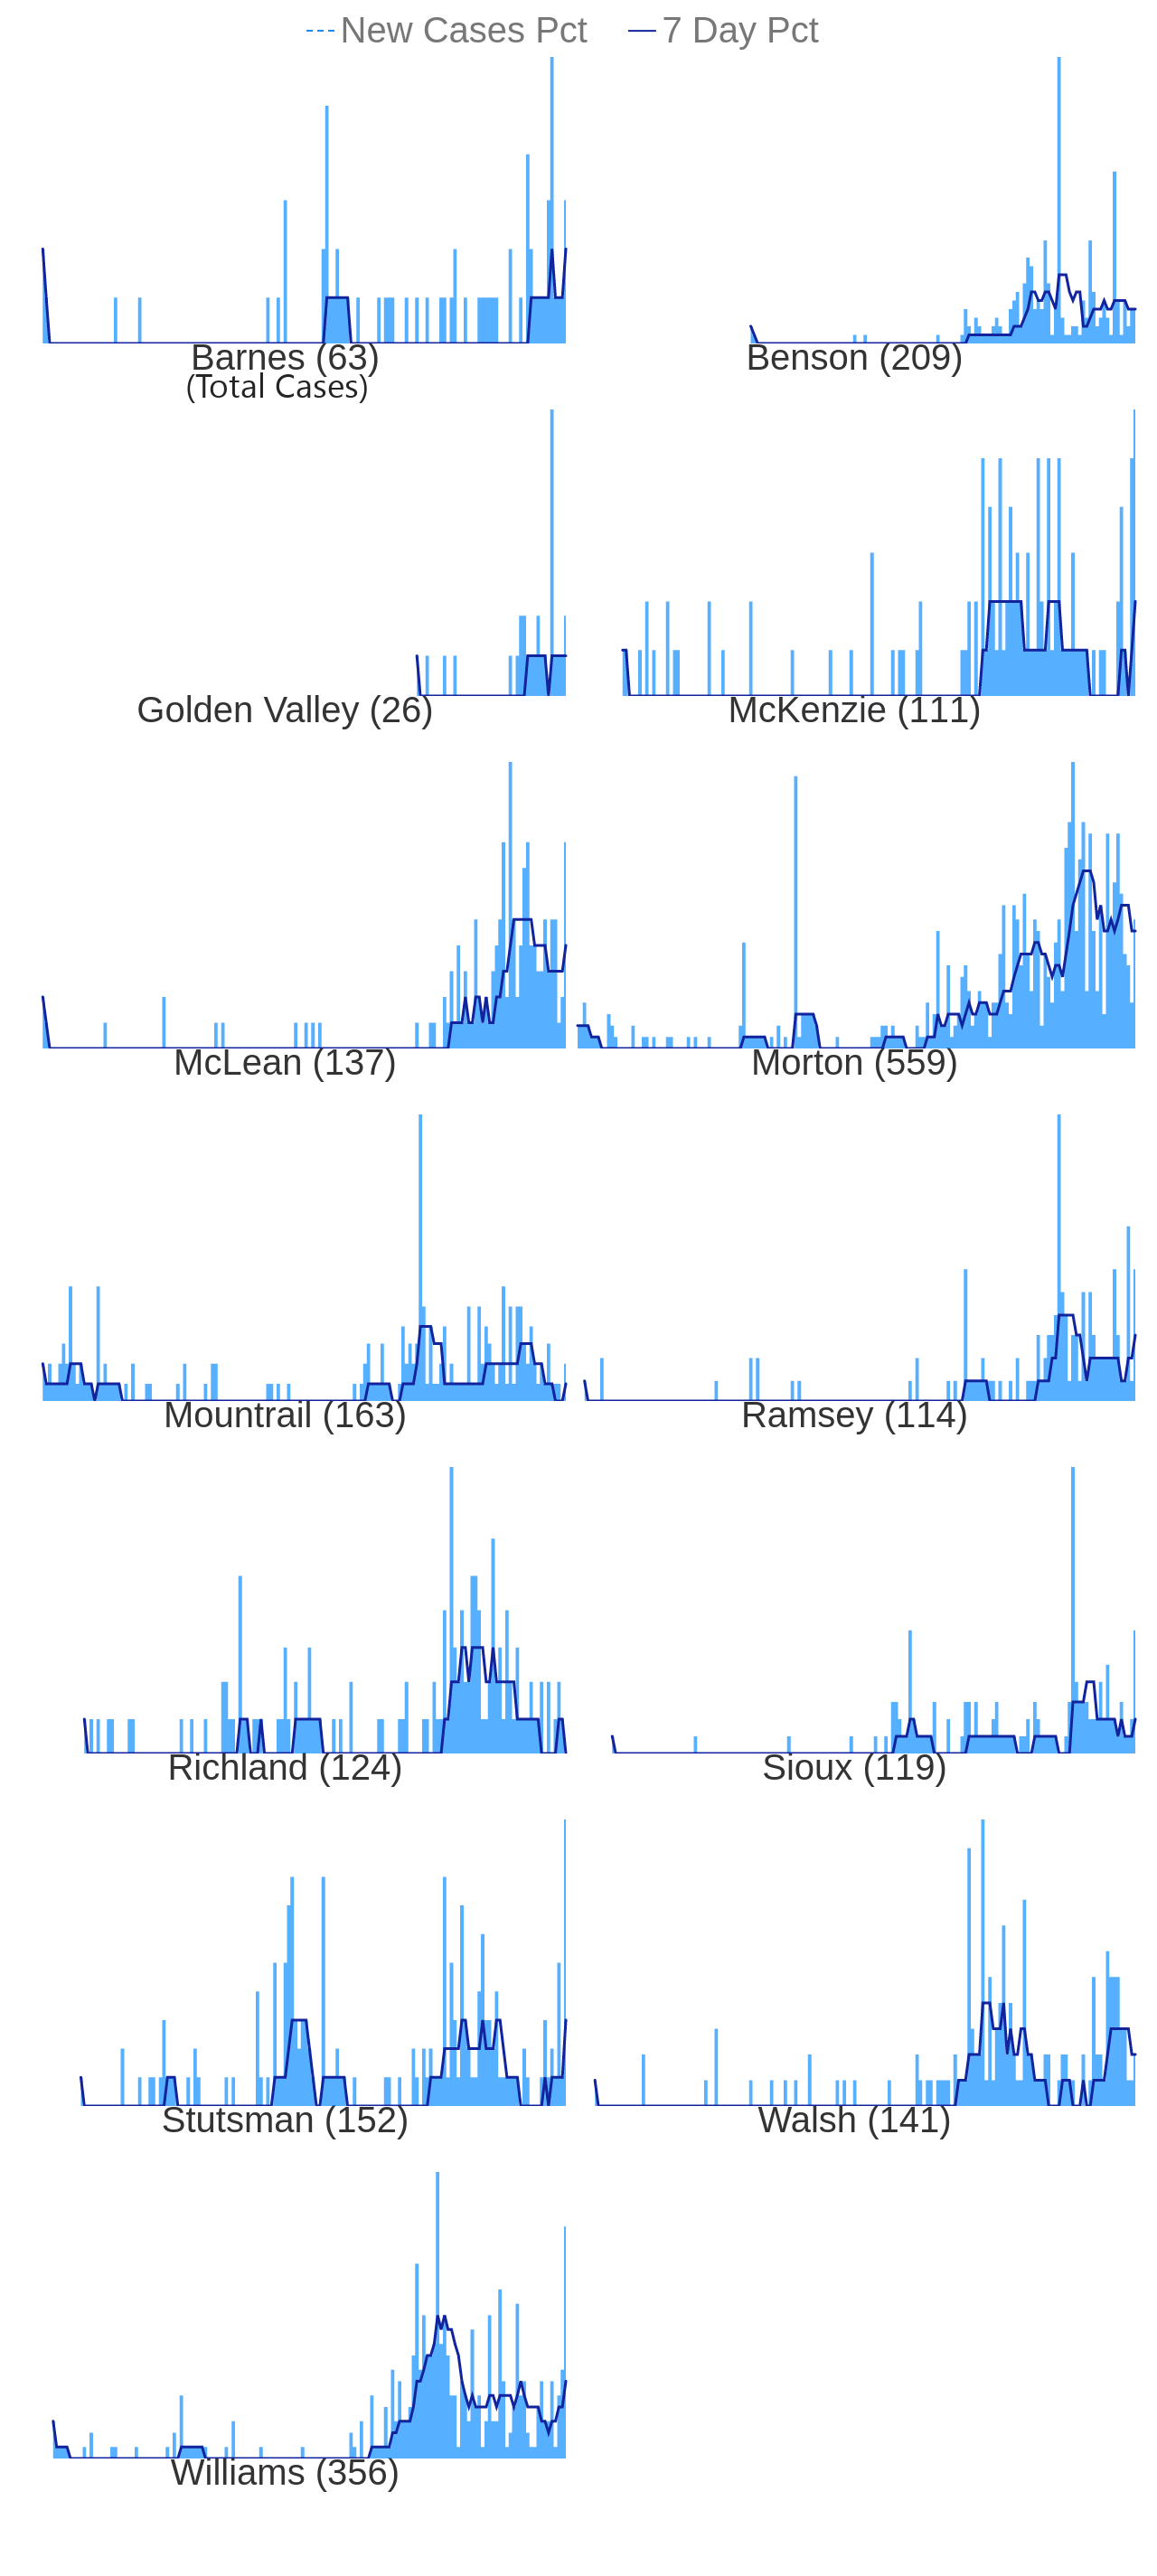 New Cases Pct 7 Day Pct
Barnes (63) Benson (209)
(Total Cases)
Golden Valley (26) McKenzie (111)
McLean (137) Morton (559)
Mountrail (163) Ramsey (114)
Richland (124) Sioux (119)
Stutsman (152) Walsh (141)
Williams (356)